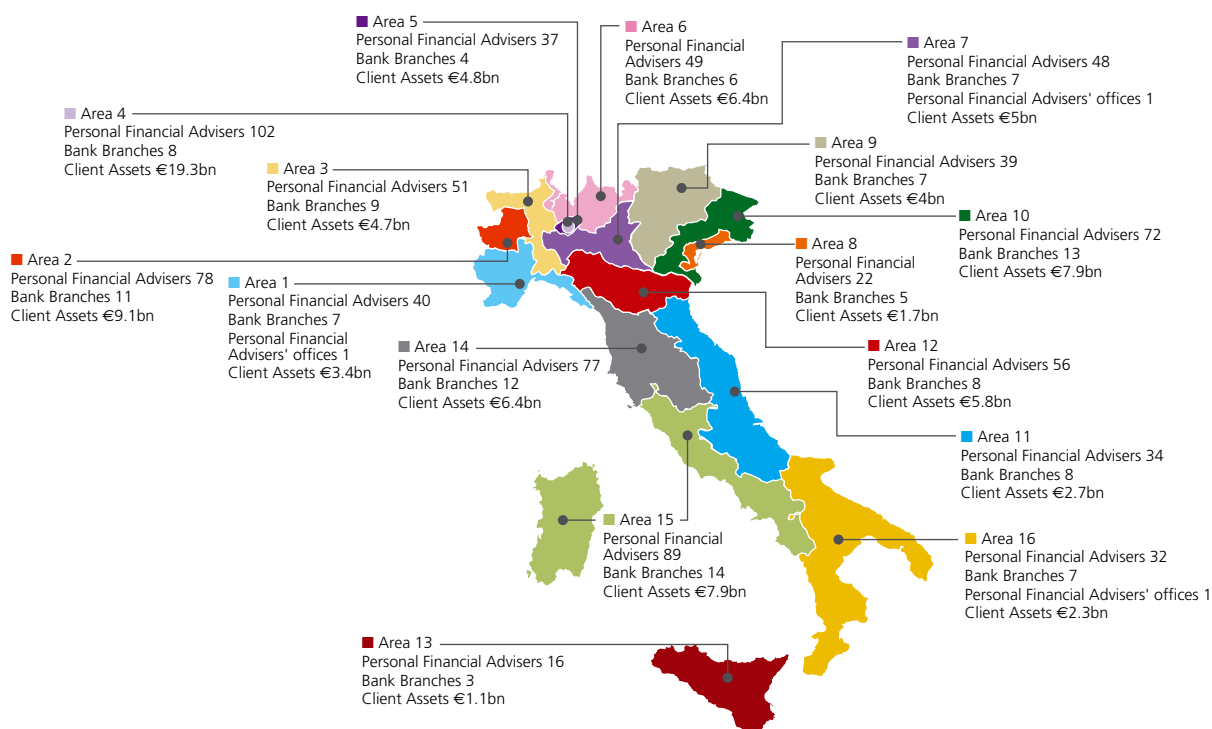 Area 5
Personal Financial Advisers 37
Bank Branches 4
Client Assets €4.8bn
Area 6
Personal Financial
Advisers 49
Bank Branches 6
Client Assets €6.4bn
Area 7
Personal Financial Advisers 48
Bank Branches 7
Personal Financial Advisers' offices 1
Client Assets €5bn
Area 4
Personal Financial Advisers 102
Bank Branches 8
Client Assets €19.3bn
Area 3
Personal Financial Advisers 51
Bank Branches 9
Client Assets €4.7bn
Area 9
Personal Financial Advisers 39
Bank Branches 7
Client Assets €4bn
Area 10
Personal Financial Advisers 72
Bank Branches 13
Client Assets €7.9bn
Area 8
Personal Financial
Advisers 22
Bank Branches 5
Client Assets €1.7bn
Area 2
Personal Financial Advisers 78
Bank Branches 11
Client Assets €9.1bn
Area 1
Personal Financial Advisers 40
Bank Branches 7
Personal Financial
Advisers' offices 1
Client Assets €3.4bn
Area 14
Personal Financial Advisers 77
Bank Branches 12
Client Assets €6.4bn
Area 12
Personal Financial Advisers 56
Bank Branches 8
Client Assets €5.8bn
Area 11
Personal Financial Advisers 34
Bank Branches 8
Client Assets €2.7bn
Area 15
Personal Financial
Advisers 89
Bank Branches 14
Client Assets €7.9bn
Area 16
Personal Financial Advisers 32
Bank Branches 7
Personal Financial Advisers' offices 1
Client Assets €2.3bn
Area 13
Personal Financial Advisers 16
Bank Branches 3
Client Assets €1.1bn